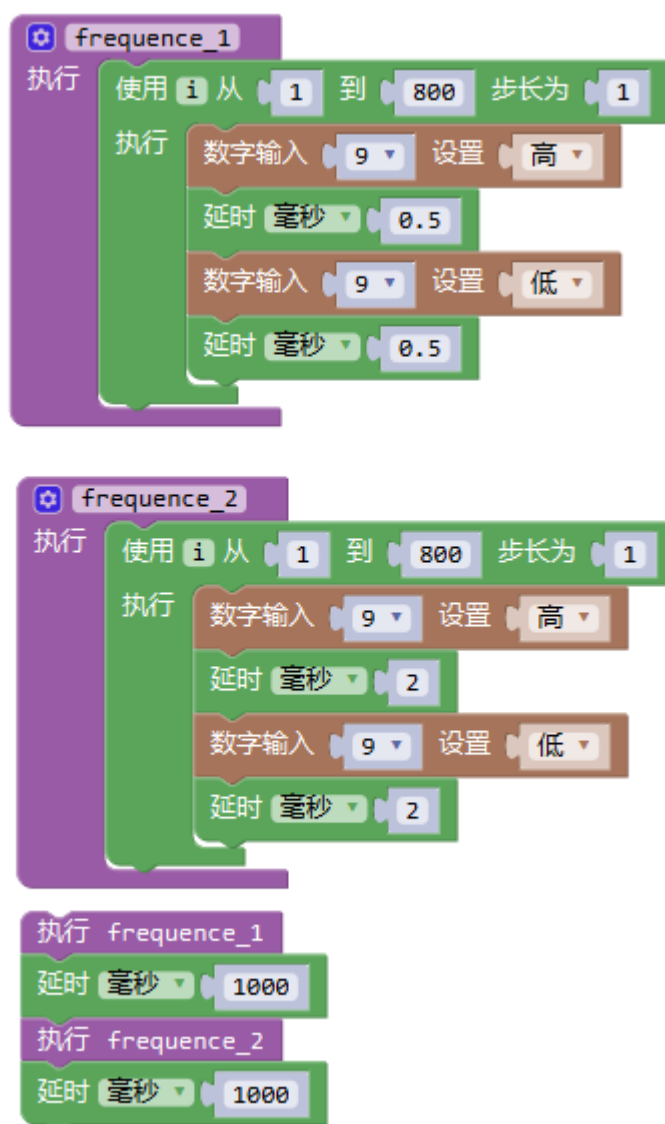 frequence_1
执行 使用 i 从 1 到 800 步长为 1
执行 数字输入 9 设置 高
延时 毫秒 0.5
数字输入 9 设置 低
延时 毫秒 0.5
frequence_2
执行 使用 i 从 1 到 800 步长为 1
执行 数字输入 9 设置 高
延时 毫秒 2
数字输入 9 设置 低
延时 毫秒 2
执行 frequence_1
延时 毫秒 1000
执行 frequence_2
延时 毫秒 1000